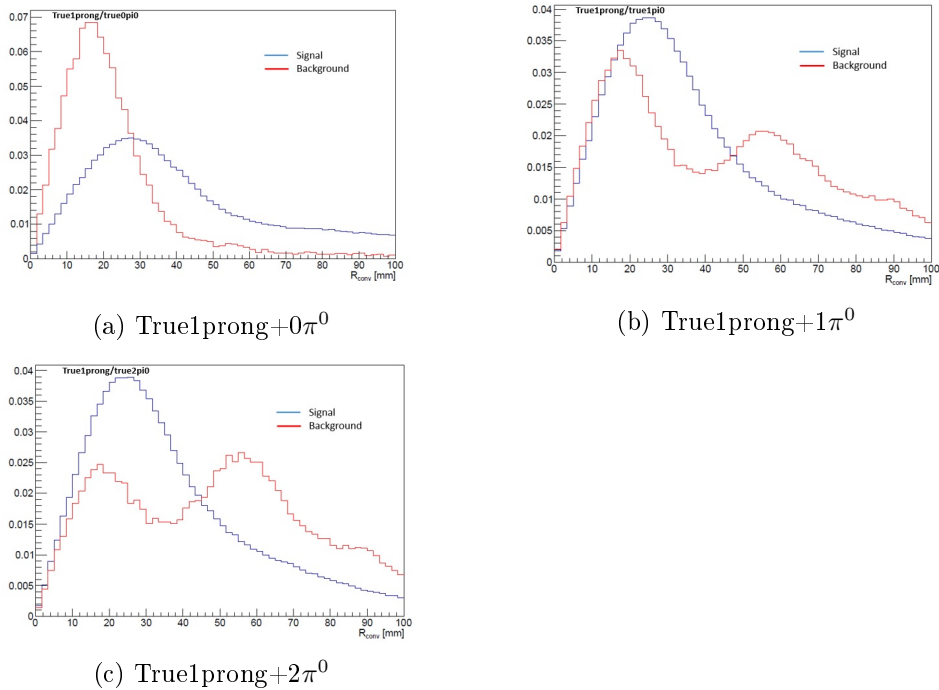 True1prong/true0pi0
0.07
0.06
0.05
0.04
0.03
0.02
0.01
0
Signal
Background
0 10 20 30 40 50 60 70 80 90 100
R_conv [mm]
(a) True1prong+0π⁰
True1prong/true1pi0
0.04
0.035
0.03
0.025
0.02
0.015
0.01
0.005
0
Signal
Background
0 10 20 30 40 50 60 70 80 90 100
R_conv [mm]
(b) True1prong+1π⁰
True1prong/true2pi0
0.04
0.035
0.03
0.025
0.02
0.015
0.01
0.005
0
Signal
Background
0 10 20 30 40 50 60 70 80 90 100
R_conv [mm]
(c) True1prong+2π⁰